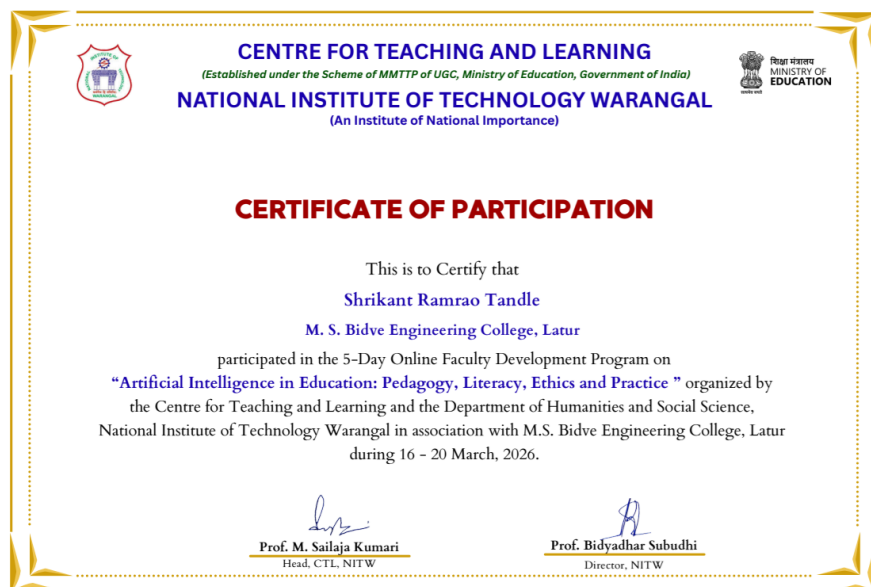 CENTRE FOR TEACHING AND LEARNING
(Established under the Scheme of MMTTP of UGC, Ministry of Education, Government of India)
NATIONAL INSTITUTE OF TECHNOLOGY WARANGAL
(An Institute of National Importance)
शिक्षा मंत्रालय
MINISTRY OF
EDUCATION
CERTIFICATE OF PARTICIPATION
This is to Certify that
Shrikant Ramrao Tandle
M. S. Bidve Engineering College, Latur
participated in the 5-Day Online Faculty Development Program on
“Artificial Intelligence in Education: Pedagogy, Literacy, Ethics and Practice ” organized by
the Centre for Teaching and Learning and the Department of Humanities and Social Science,
National Institute of Technology Warangal in association with M.S. Bidve Engineering College, Latur
during 16 - 20 March, 2026.
Prof. M. Sailaja Kumari
Head, CTL, NITW
Prof. Bidyadhar Subudhi
Director, NITW